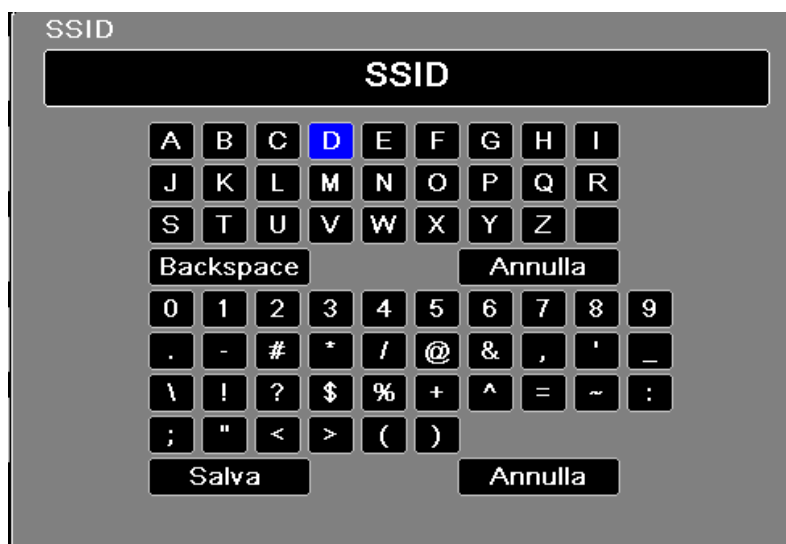 SSID
SSID
A B C D E F G H I
J K L M N O P Q R
S T U V W X Y Z
Backspace Annulla
0 1 2 3 4 5 6 7 8 9
. - # * / @ & , ' _
\ ! ? $ % + ^ = ~ :
; " < > ( )
Salva Annulla